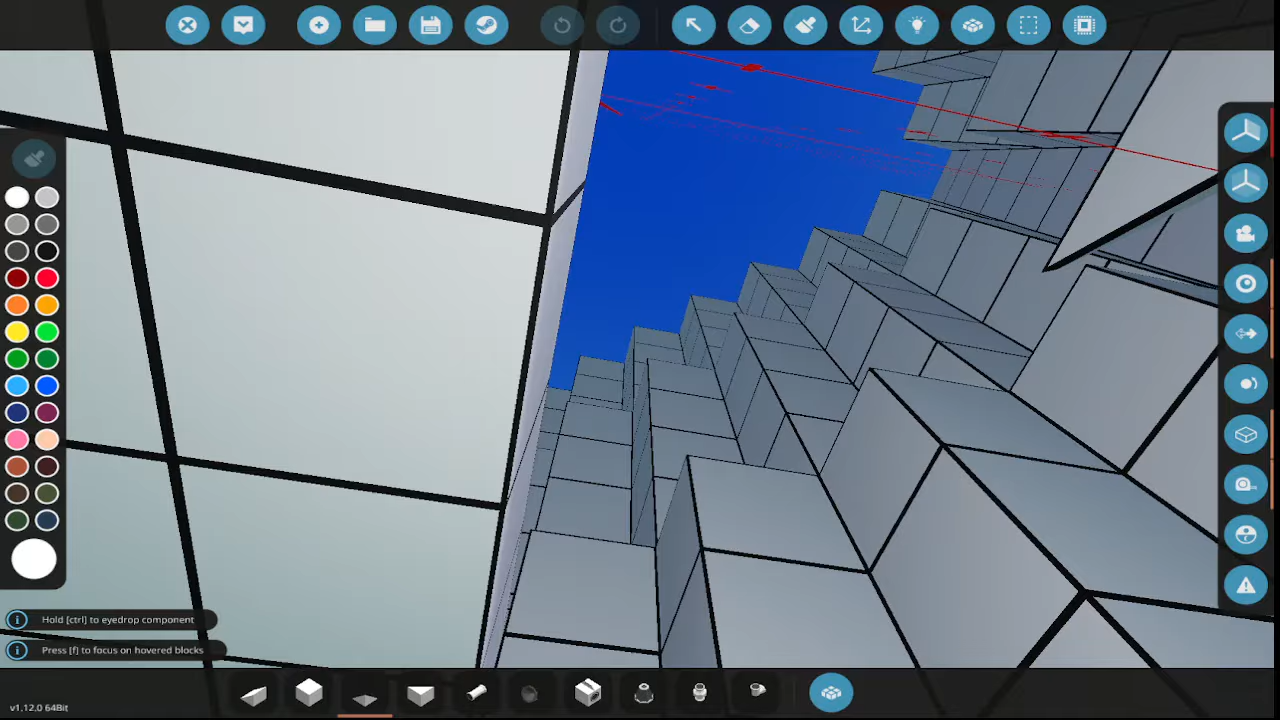 Hold [ctrl] to eyedrop component
Press [f] to focus on hovered blocks
v1.12.0 64Bit